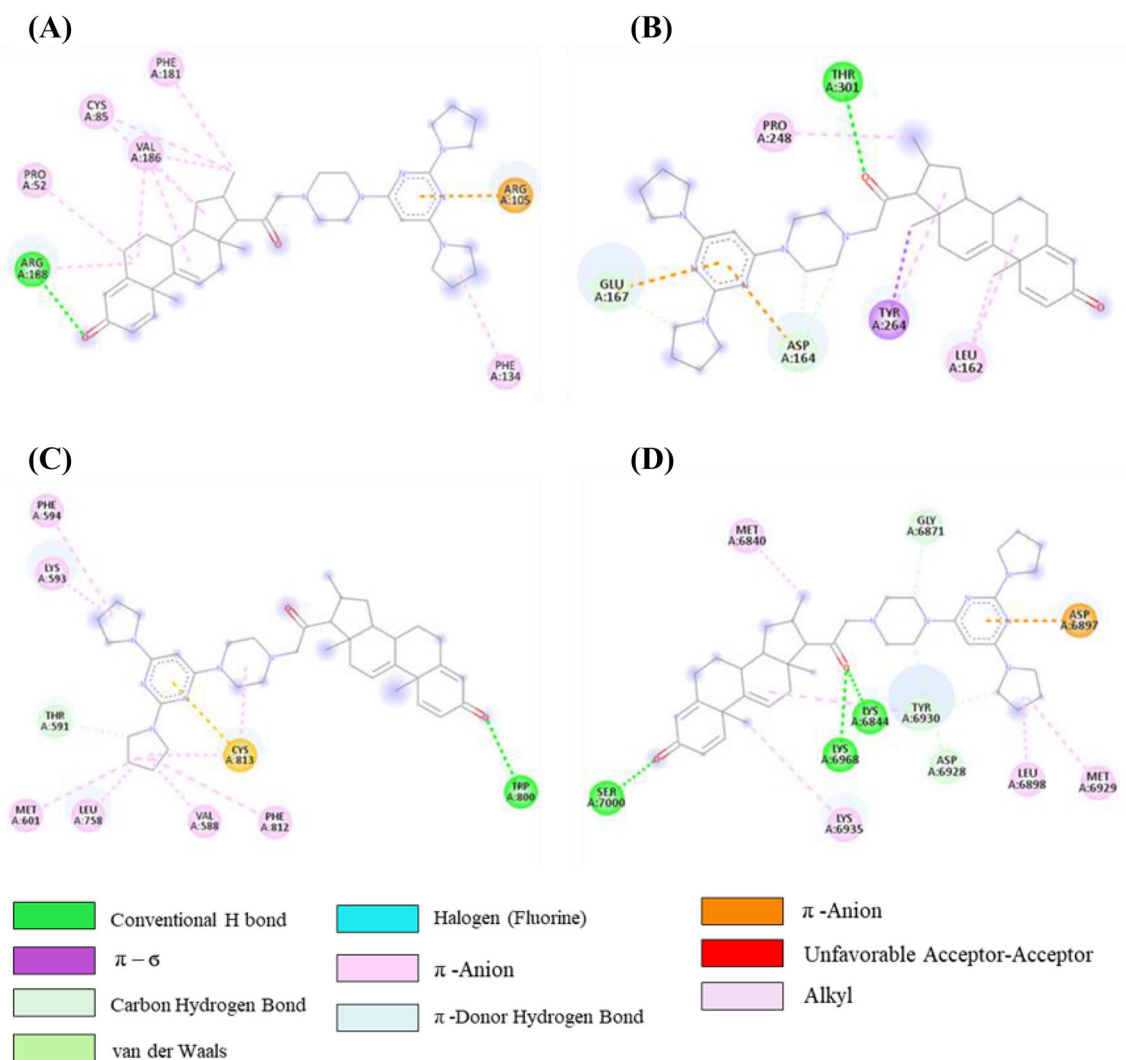 (A)
PHE
A:181
CYS
A:85
VAL
A:186
PRO
A:52
ARG
A:105
ARG
A:188
PHE
A:134
(B)
THR
A:301
PRO
A:248
GLU
A:167
TYR
A:264
ASP
A:164
LEU
A:162
(C)
PHE
A:594
LYS
A:593
THR
A:591
CYS
A:813
TRP
A:800
MET
A:601
LEU
A:758
VAL
A:588
PHE
A:812
(D)
GLY
A:6871
MET
A:6840
ASP
A:6897
LYS
A:6844
TYR
A:6930
LYS
A:6968
ASP
A:6928
LEU
A:6898
MET
A:6929
SER
A:7000
LYS
A:6935
Conventional H bond
π – σ
Carbon Hydrogen Bond
van der Waals
Halogen (Fluorine)
π -Anion
π -Donor Hydrogen Bond
π -Anion
Unfavorable Acceptor-Acceptor
Alkyl